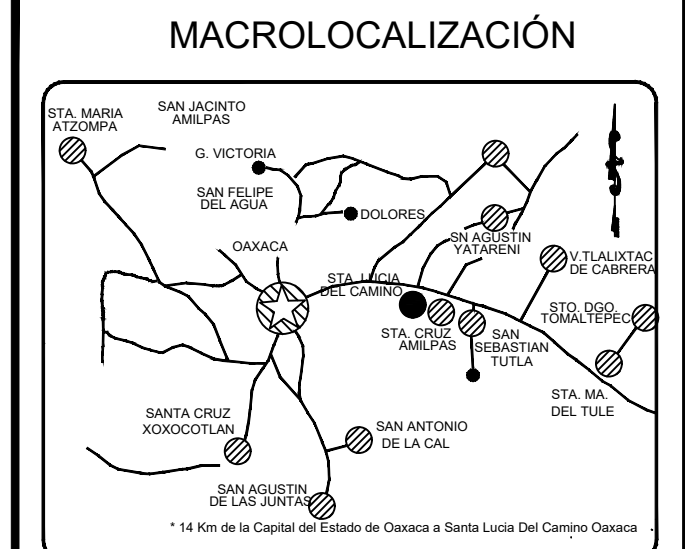 MACROLOCALIZACIÓN
STA. MARIA
ATZOMPA
SAN JACINTO
AMILPAS
G. VICTORIA
SAN FELIPE
DEL AGUA
DOLORES
OAXACA
SN AGUSTIN
YATARENI
V.TLALIXTAC
DE CABRERA
STA. LUCIA
DEL CAMINO
STO. DGO.
TOMALTEPEC
STA. CRUZ
AMILPAS
SAN
SEBASTIAN
TUTLA
STA. MA.
DEL TULE
SANTA CRUZ
XOXOCOTLAN
SAN ANTONIO
DE LA CAL
SAN AGUSTIN
DE LAS JUNTAS
* 14 Km de la Capital del Estado de Oaxaca a Santa Lucia Del Camino Oaxaca